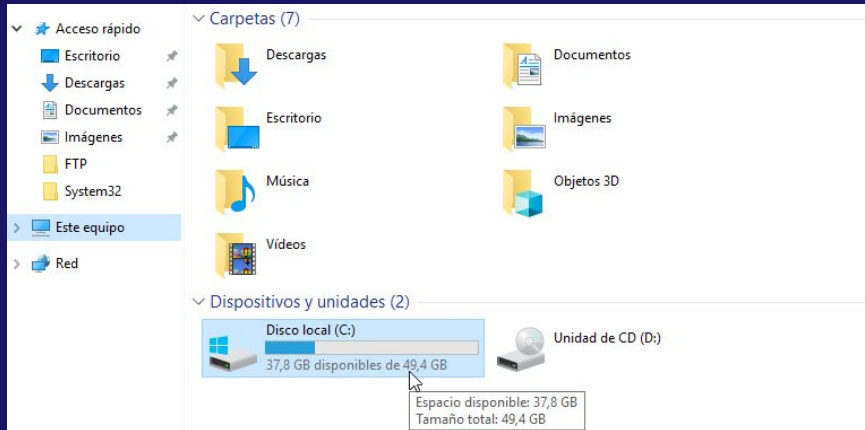 Acceso rápido
Escritorio
Descargas
Documentos
Imágenes
FTP
System32
Este equipo
Red
Carpetas (7)
Descargas
Documentos
Escritorio
Imágenes
Música
Objetos 3D
Vídeos
Dispositivos y unidades (2)
Disco local (C:)
37,8 GB disponibles de 49,4 GB
Unidad de CD (D:)
Espacio disponible: 37,8 GB
Tamaño total: 49,4 GB